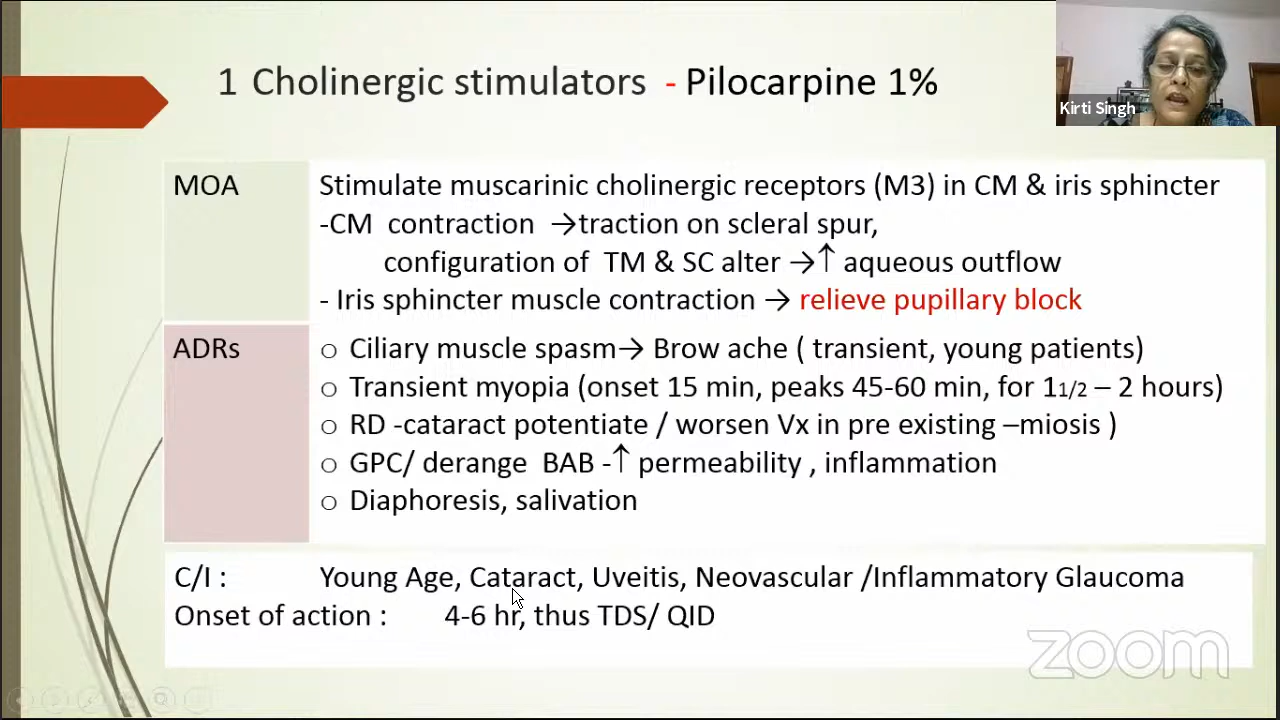 1 Cholinergic stimulators - Pilocarpine 1%
Kirti Singh
MOA
Stimulate muscarinic cholinergic receptors (M3) in CM & iris sphincter
-CM contraction →traction on scleral spur,
configuration of TM & SC alter →↑ aqueous outflow
- Iris sphincter muscle contraction → relieve pupillary block
ADRs
o Ciliary muscle spasm→ Brow ache ( transient, young patients)
o Transient myopia (onset 15 min, peaks 45-60 min, for 1 1/2 – 2 hours)
o RD -cataract potentiate / worsen Vx in pre existing –miosis )
o GPC/ derange BAB -↑ permeability , inflammation
o Diaphoresis, salivation
C/I : Young Age, Cataract, Uveitis, Neovascular /Inflammatory Glaucoma
Onset of action : 4-6 hr, thus TDS/ QID
zoom